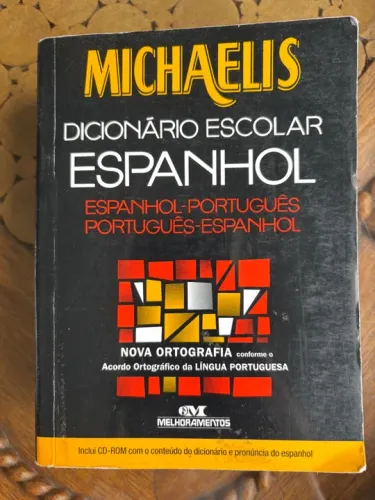 MICHAELIS
DICIONÁRIO ESCOLAR
ESPANHOL
ESPANHOL-PORTUGUÊS
PORTUGUÊS-ESPANHOL
NOVA ORTOGRAFIA conforme o
Acordo Ortográfico da LÍNGUA PORTUGUESA
MELHORAMENTOS
Inclui CD-ROM com o conteúdo do dicionário e pronúncia do espanhol